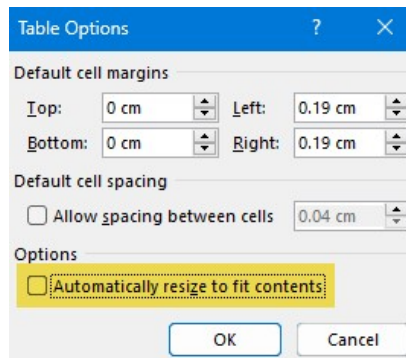 Table Options ?
Default cell margins
Top: 0 cm Left: 0.19 cm
Bottom: 0 cm Right: 0.19 cm
Default cell spacing
Allow spacing between cells 0.04 cm
Options
Automatically resize to fit contents
OK Cancel